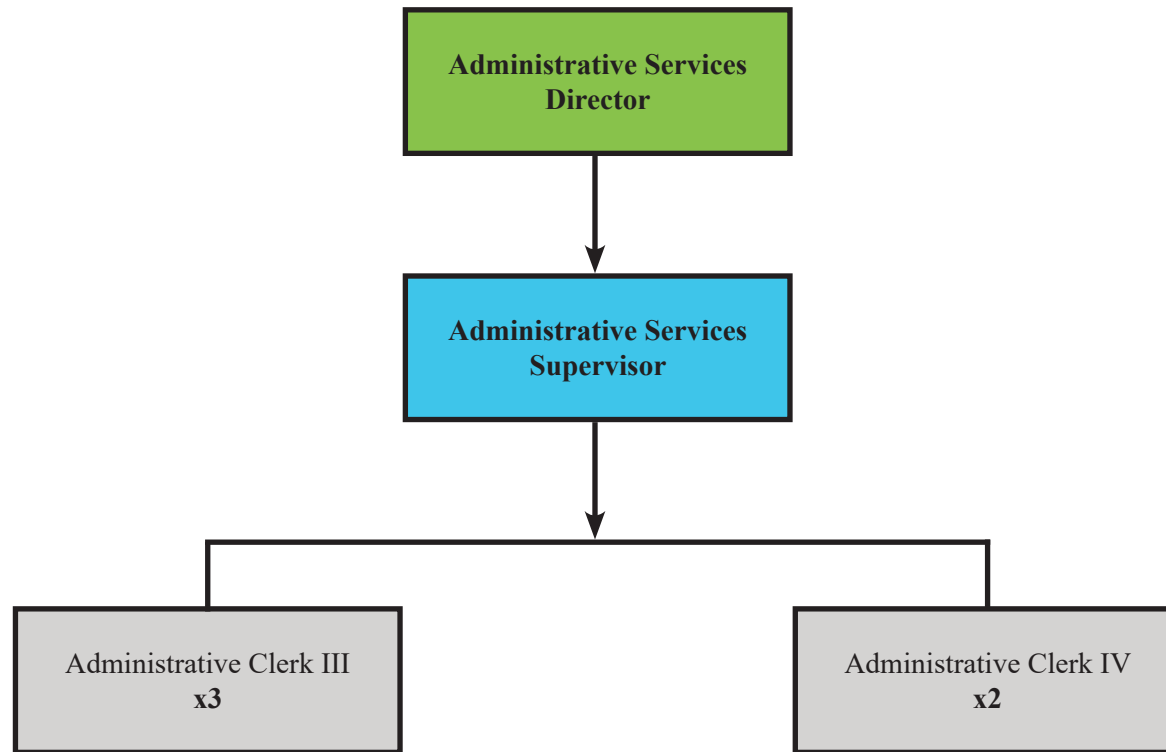 Administrative Services
Director
Administrative Services
Supervisor
Administrative Clerk III
x3
Administrative Clerk IV
x2